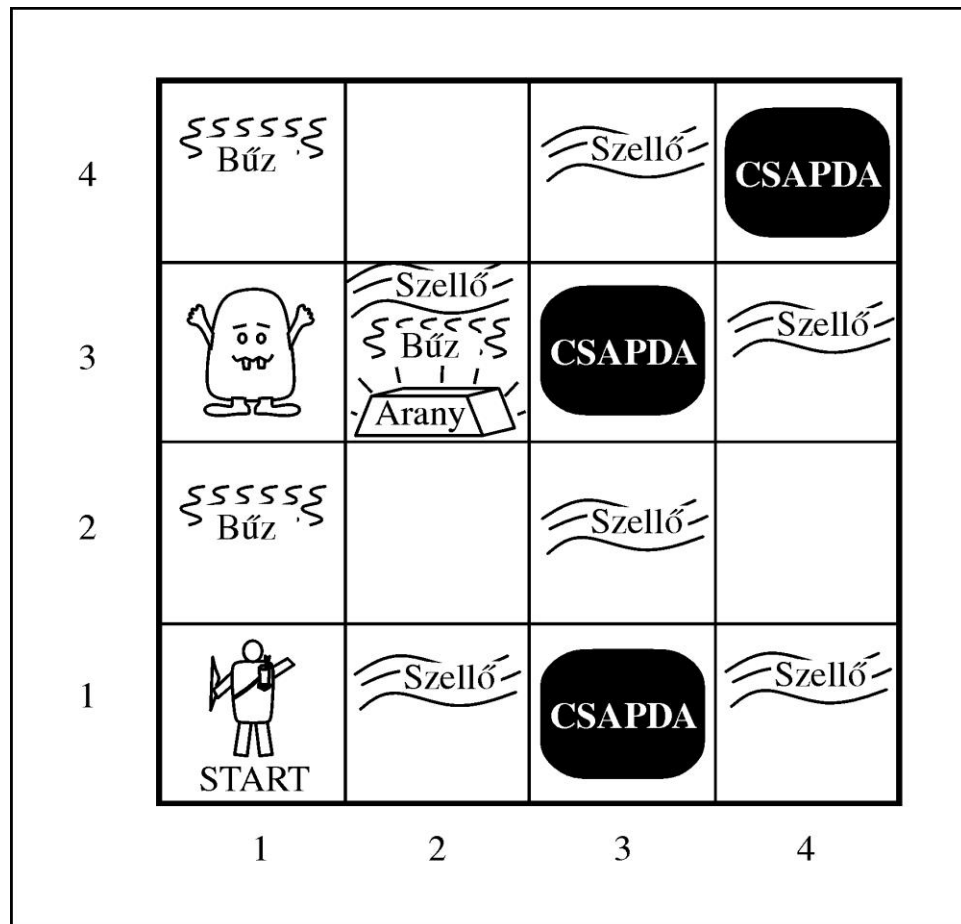 Bűz
Szellő
CSAPDA
4
Szellő
Bűz
Arany
CSAPDA
Szellő
3
Bűz
Szellő
2
START
Szellő
CSAPDA
Szellő
1
1 2 3 4